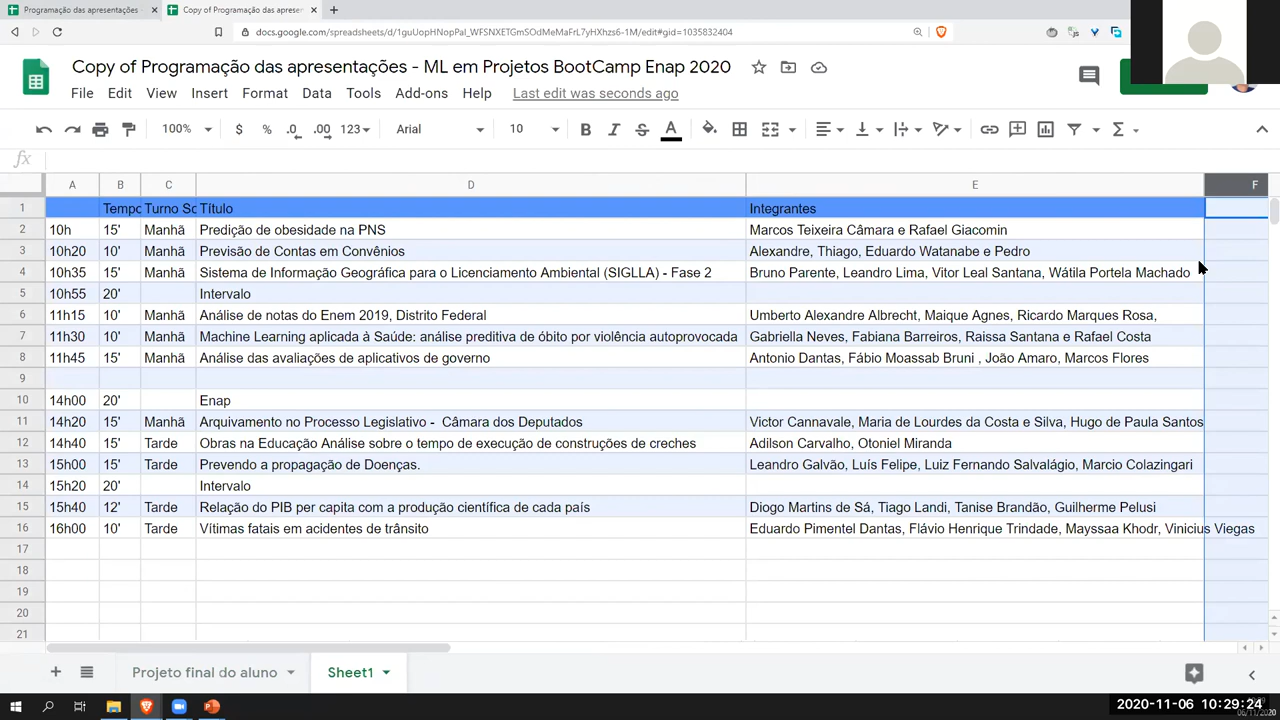 Programação das apresentações
Copy of Programação das apresen
docs.google.com/spreadsheets/d/1guUopHNopPal_WFSNXETGmSOdMeMaFrL7yHXhzs6-1M/edit#gid=1035832404
Copy of Programação das apresentações - ML em Projetos BootCamp Enap 2020
File Edit View Insert Format Data Tools Add-ons Help Last edit was seconds ago
100% $ % .0 .00 123 Arial 10 B I S A
fx
A B C D E F
1 Tempo Turno So Título Integrantes
2 10h 15' Manhã Predição de obesidade na PNS Marcos Teixeira Câmara e Rafael Giacomin
3 10h20 10' Manhã Previsão de Contas em Convênios Alexandre, Thiago, Eduardo Watanabe e Pedro
4 10h35 15' Manhã Sistema de Informação Geográfica para o Licenciamento Ambiental (SIGLLA) - Fase 2 Bruno Parente, Leandro Lima, Vitor Leal Santana, Wátila Portela Machado
5 10h55 20' Intervalo
6 11h15 10' Manhã Análise de notas do Enem 2019, Distrito Federal Umberto Alexandre Albrecht, Maique Agnes, Ricardo Marques Rosa,
7 11h30 10' Manhã Machine Learning aplicada à Saúde: análise preditiva de óbito por violência autoprovocada Gabriella Neves, Fabiana Barreiros, Raissa Santana e Rafael Costa
8 11h45 15' Manhã Análise das avaliações de aplicativos de governo Antonio Dantas, Fábio Moassab Bruni , João Amaro, Marcos Flores
9
10 14h00 20' Enap
11 14h20 15' Manhã Arquivamento no Processo Legislativo - Câmara dos Deputados Victor Cannavale, Maria de Lourdes da Costa e Silva, Hugo de Paula Santos
12 14h40 15' Tarde Obras na Educação Análise sobre o tempo de execução de construções de creches Adilson Carvalho, Otoniel Miranda
13 15h00 15' Tarde Prevendo a propagação de Doenças. Leandro Galvão, Luís Felipe, Luiz Fernando Salvalágio, Marcio Colazingari
14 15h20 20' Intervalo
15 15h40 12' Tarde Relação do PIB per capita com a produção científica de cada país Diogo Martins de Sá, Tiago Landi, Tanise Brandão, Guilherme Pelusi
16 16h00 10' Tarde Vítimas fatais em acidentes de trânsito Eduardo Pimentel Dantas, Flávio Henrique Trindade, Mayssaa Khodr, Vinicius Viegas
17
18
19
20
21
Projeto final do aluno Sheet1
2020-11-06 10:29:24
06/11/2020